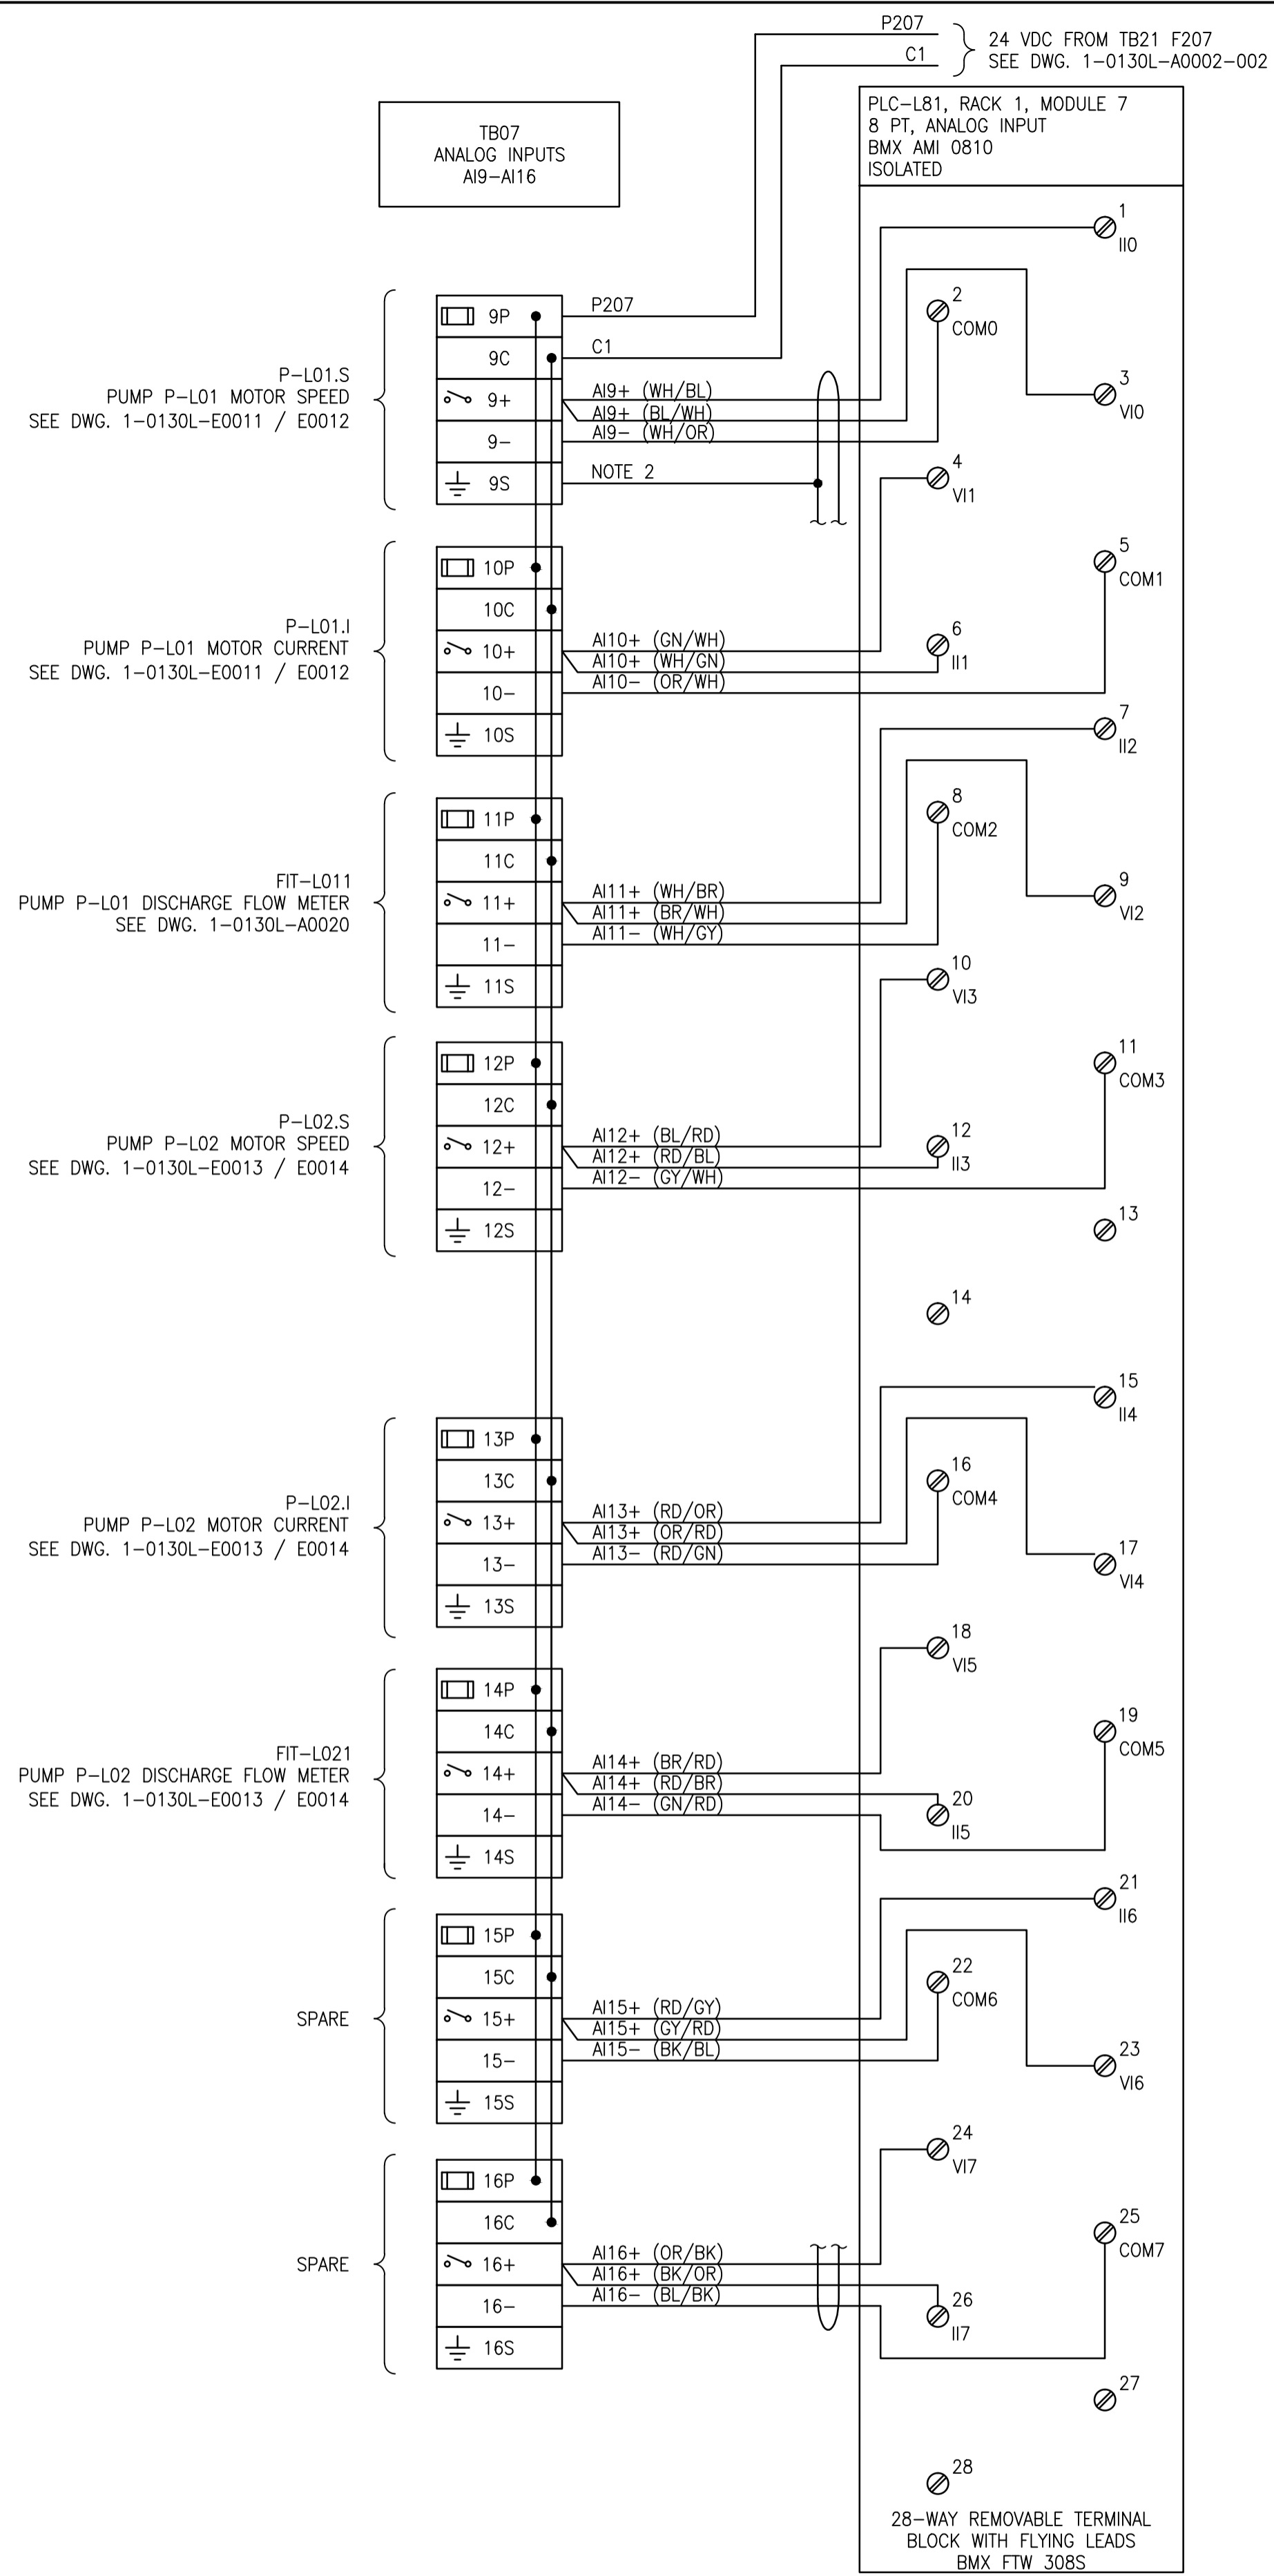 P207
C1
24 VDC FROM TB21 F207
SEE DWG. 1-0130L-A0002-002
TB07
ANALOG INPUTS
AI9-AI16
PLC-L81, RACK 1, MODULE 7
8 PT, ANALOG INPUT
BMX AMI 0810
ISOLATED
P-L01.S
PUMP P-L01 MOTOR SPEED
SEE DWG. 1-0130L-E0011 / E0012
9P
9C
9+
9-
9S
P207
C1
AI9+ (WH/BL)
AI9+ (BL/WH)
AI9- (WH/OR)
NOTE 2
P-L01.I
PUMP P-L01 MOTOR CURRENT
SEE DWG. 1-0130L-E0011 / E0012
10P
10C
10+
10-
10S
AI10+ (GN/WH)
AI10+ (WH/GN)
AI10- (OR/WH)
FIT-L011
PUMP P-L01 DISCHARGE FLOW METER
SEE DWG. 1-0130L-A0020
11P
11C
11+
11-
11S
AI11+ (WH/BR)
AI11+ (BR/WH)
AI11- (WH/GY)
P-L02.S
PUMP P-L02 MOTOR SPEED
SEE DWG. 1-0130L-E0013 / E0014
12P
12C
12+
12-
12S
AI12+ (BL/RD)
AI12+ (RD/BL)
AI12- (GY/WH)
P-L02.I
PUMP P-L02 MOTOR CURRENT
SEE DWG. 1-0130L-E0013 / E0014
13P
13C
13+
13-
13S
AI13+ (RD/OR)
AI13+ (OR/RD)
AI13- (RD/GN)
FIT-L021
PUMP P-L02 DISCHARGE FLOW METER
SEE DWG. 1-0130L-E0013 / E0014
14P
14C
14+
14-
14S
AI14+ (BR/RD)
AI14+ (RD/BR)
AI14- (GN/RD)
SPARE
15P
15C
15+
15-
15S
AI15+ (RD/GY)
AI15+ (GY/RD)
AI15- (BK/BL)
SPARE
16P
16C
16+
16-
16S
AI16+ (OR/BK)
AI16+ (BK/OR)
AI16- (BL/BK)
1
II0
2
COM0
3
VI0
4
VI1
5
COM1
6
II1
7
II2
8
COM2
9
VI2
10
VI3
11
COM3
12
II3
13
14
15
II4
16
COM4
17
VI4
18
VI5
19
COM5
20
II5
21
II6
22
COM6
23
VI6
24
VI7
25
COM7
26
II7
27
28
28-WAY REMOVABLE TERMINAL
BLOCK WITH FLYING LEADS
BMX FTW 308S